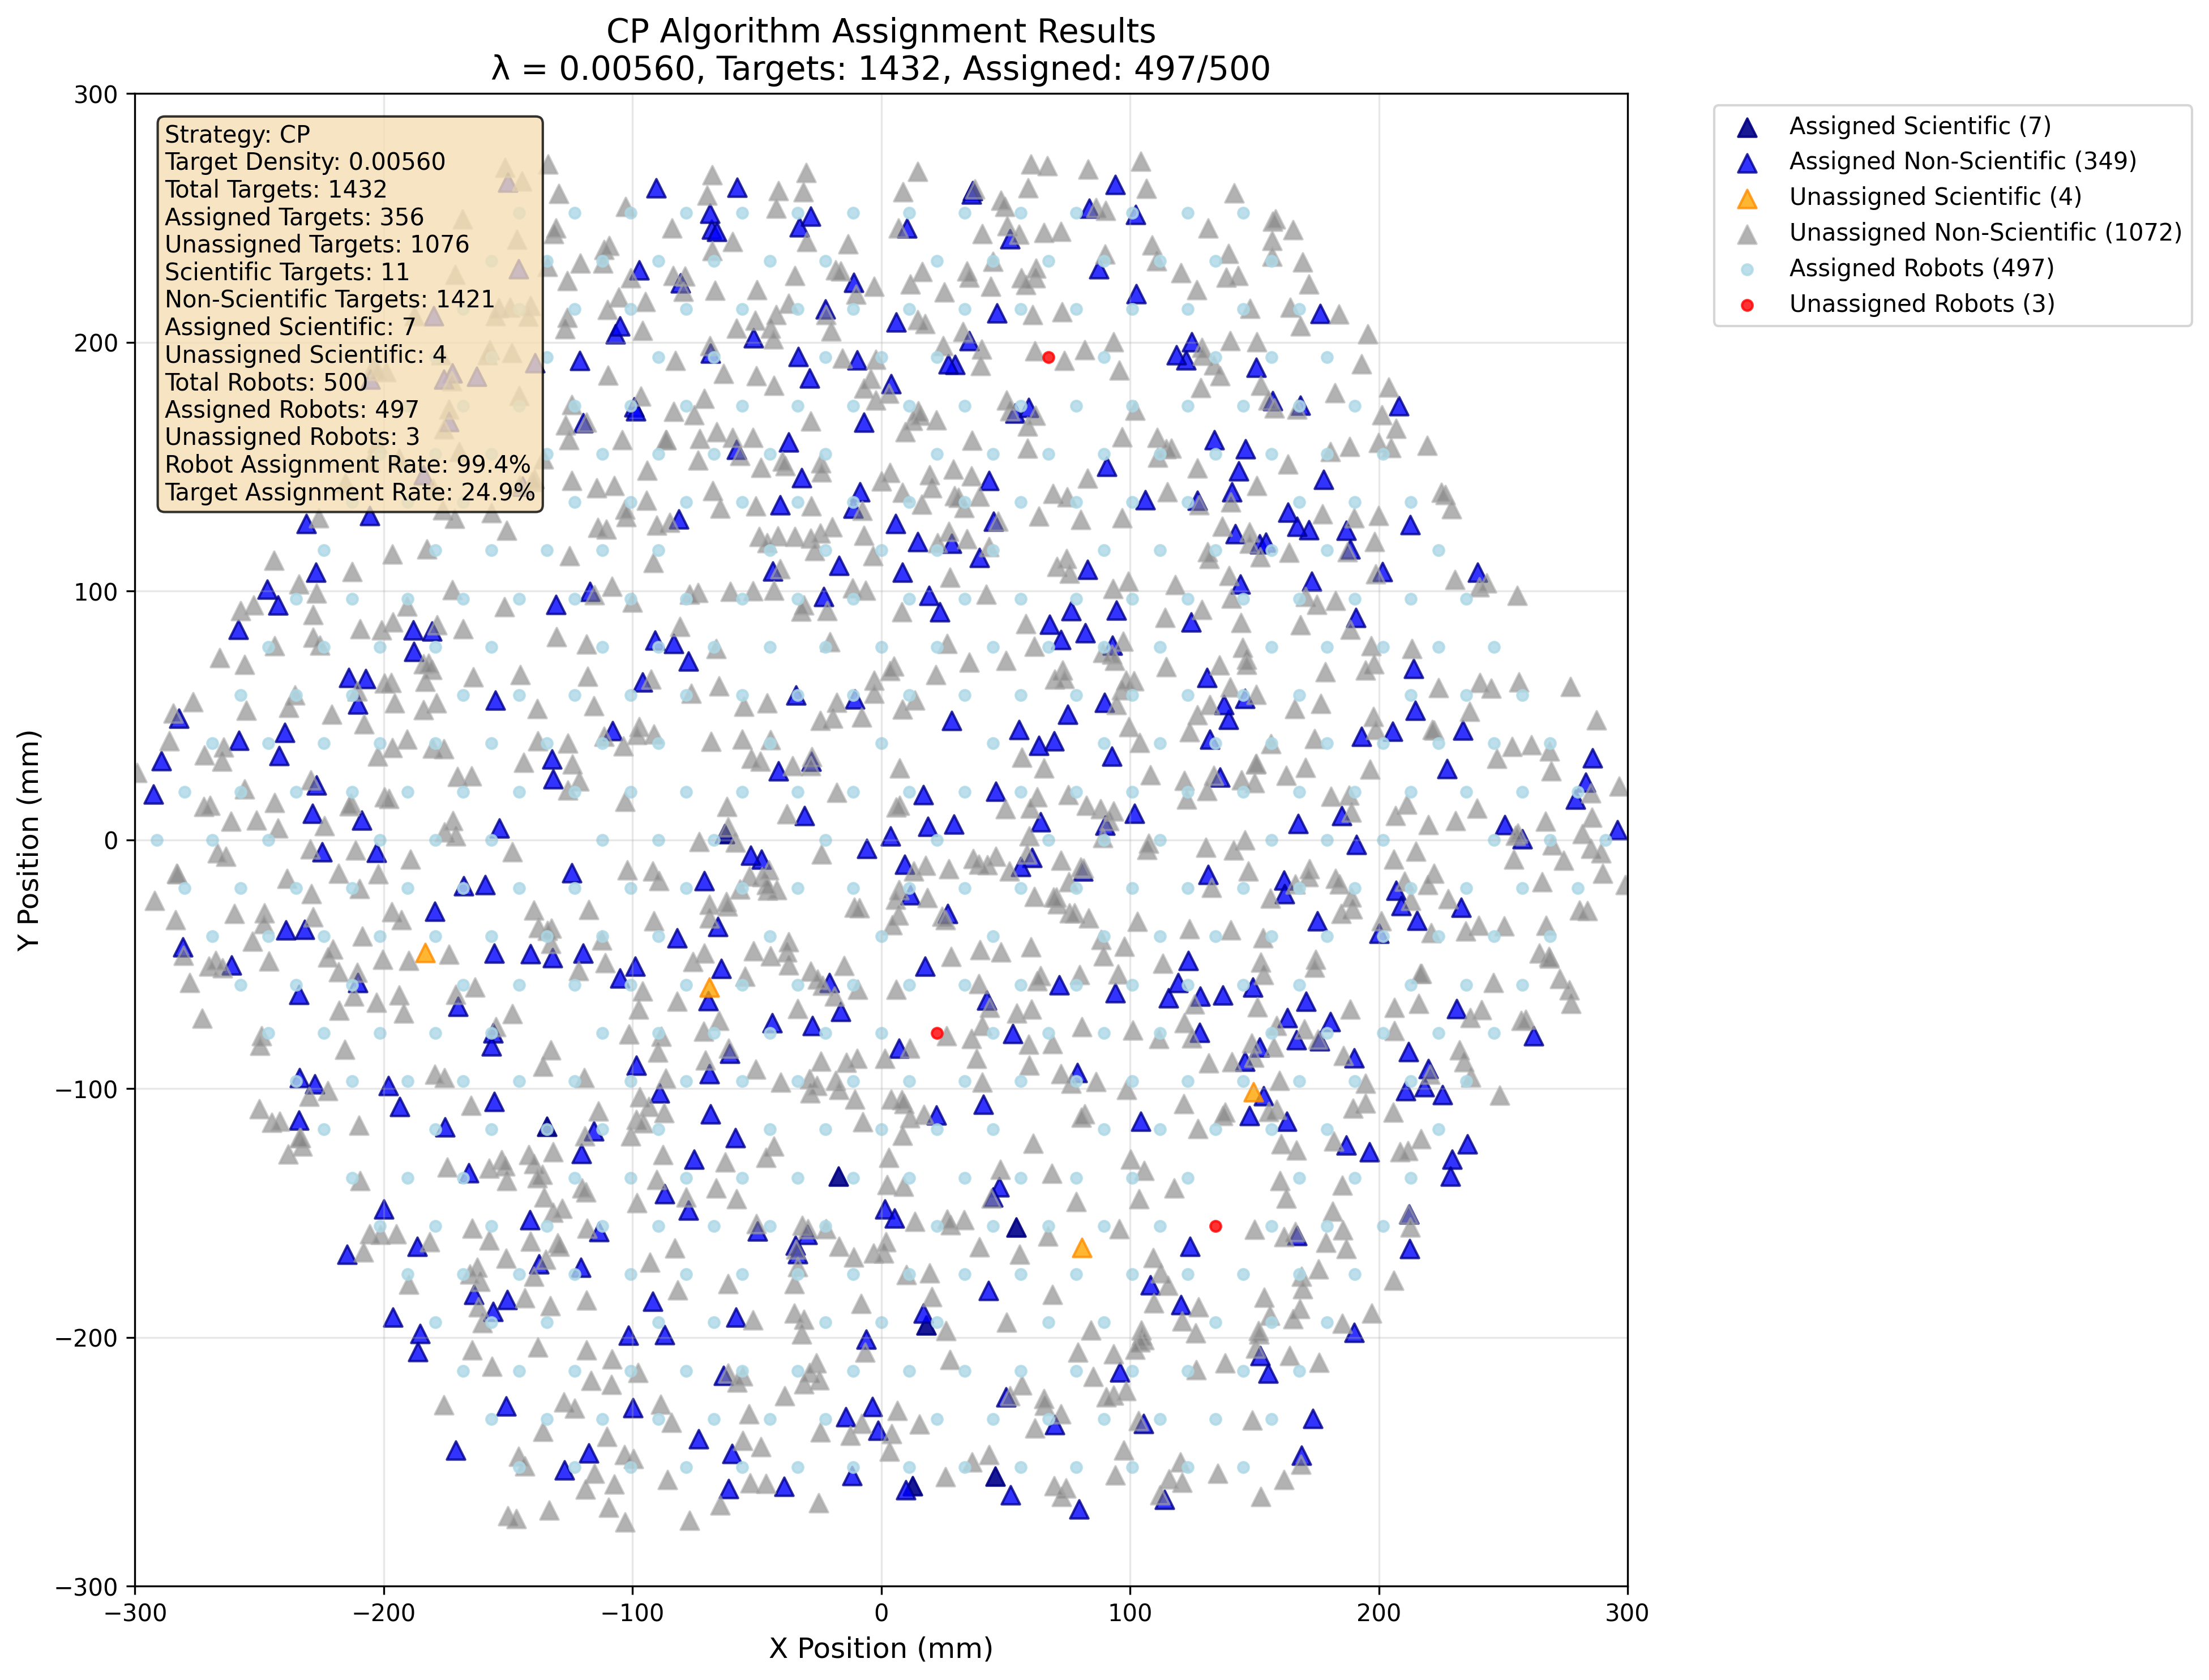 CP Algorithm Assignment Results
λ = 0.00560, Targets: 1432, Assigned: 497/500
Strategy: CP
Target Density: 0.00560
Total Targets: 1432
Assigned Targets: 356
Unassigned Targets: 1076
Scientific Targets: 11
Non-Scientific Targets: 1421
Assigned Scientific: 7
Unassigned Scientific: 4
Total Robots: 500
Assigned Robots: 497
Unassigned Robots: 3
Robot Assignment Rate: 99.4%
Target Assignment Rate: 24.9%
Assigned Scientific (7)
Assigned Non-Scientific (349)
Unassigned Scientific (4)
Unassigned Non-Scientific (1072)
Assigned Robots (497)
Unassigned Robots (3)
Y Position (mm)
300
200
100
0
−100
−200
−300
−300
−200
−100
0
100
200
300
X Position (mm)